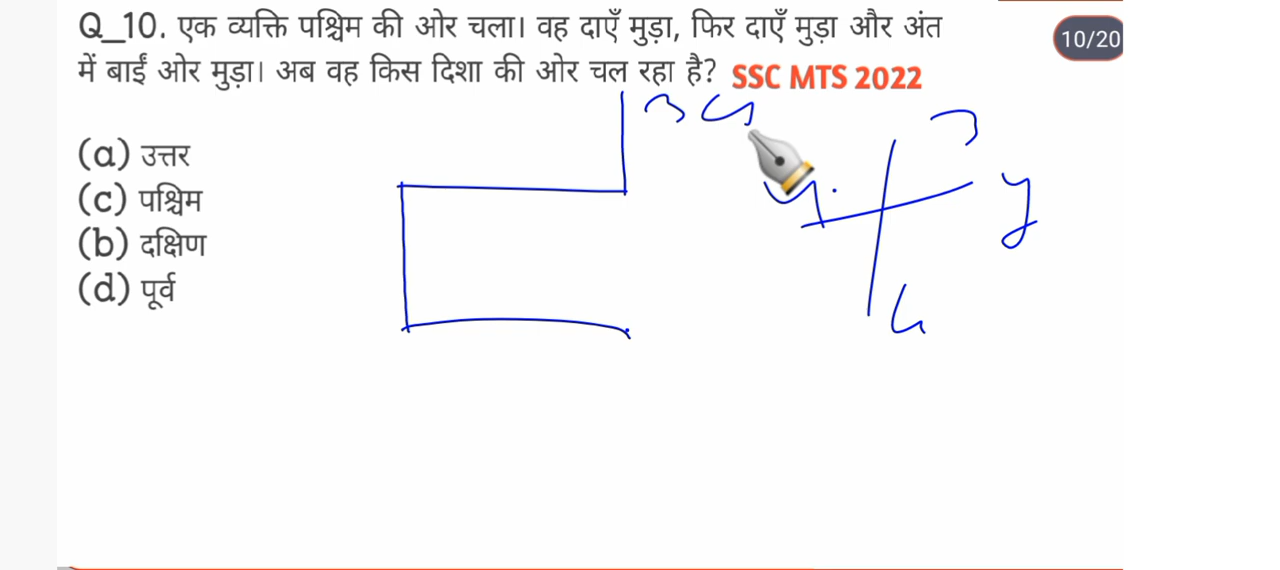 Q_10. एक व्यक्ति पश्चिम की ओर चला। वह दाएँ मुड़ा, फिर दाएँ मुड़ा और अंत
में बाईं ओर मुड़ा। अब वह किस दिशा की ओर चल रहा है? SSC MTS 2022
10/20
(a) उत्तर
(c) पश्चिम
(b) दक्षिण
(d) पूर्व